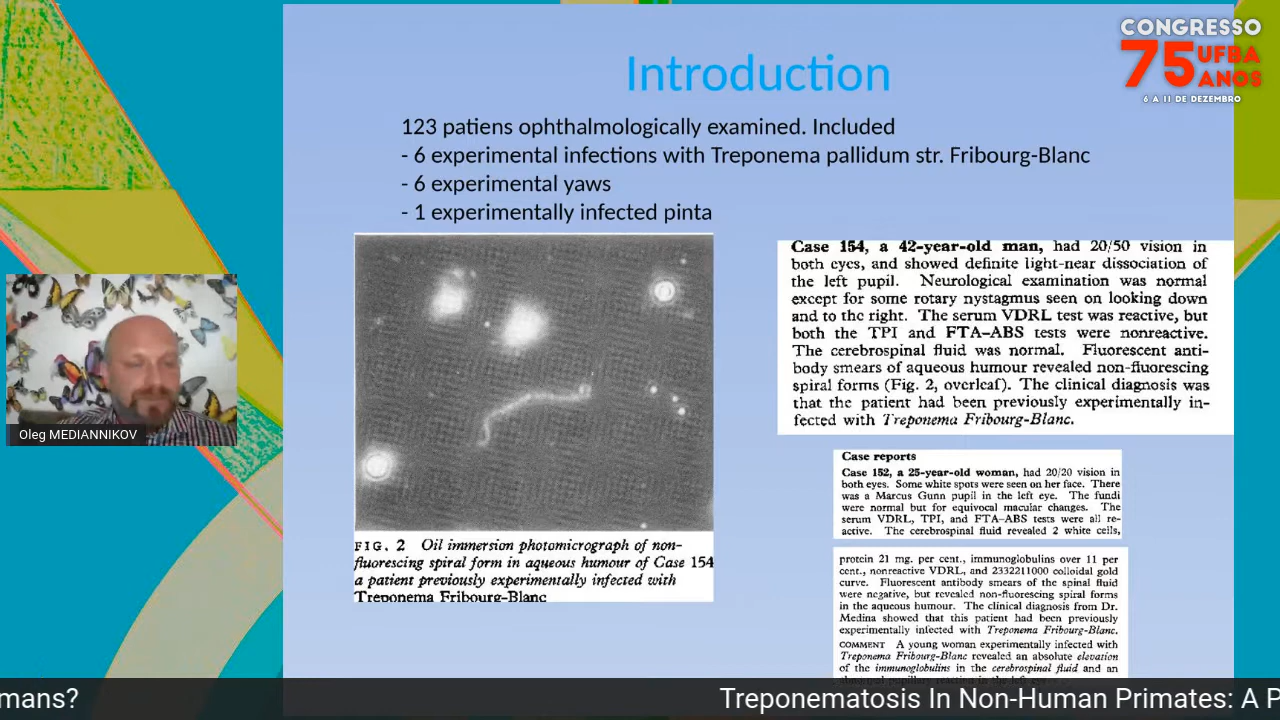 CONGRESSO
75 UFBA
ANOS
6 A 11 DE DEZEMBRO
Introduction
123 patiens ophthalmologically examined. Included
- 6 experimental infections with Treponema pallidum str. Fribourg-Blanc
- 6 experimental yaws
- 1 experimentally infected pinta
Case 154, a 42-year-old man, had 20/50 vision in
both eyes, and showed definite light-near dissociation of
the left pupil. Neurological examination was normal
except for some rotary nystagmus seen on looking down
and to the right. The serum VDRL test was reactive, but
both the TPI and FTA-ABS tests were nonreactive.
The cerebrospinal fluid was normal. Fluorescent anti-
body smears of aqueous humour revealed non-fluorescing
spiral forms (Fig. 2, overleaf). The clinical diagnosis was
that the patient had been previously experimentally in-
fected with Treponema Fribourg-Blanc.
Oleg MEDIANNIKOV
Case reports
Case 152, a 25-year-old woman, had 20/20 vision in
both eyes. Some white spots were seen on her face. There
was a Marcus Gunn pupil in the left eye. The fundi
were normal but for equivocal macular changes. The
serum VDRL, TPI, and FTA-ABS tests were all re-
active. The cerebrospinal fluid revealed 2 white cells,
FIG. 2 Oil immersion photomicrograph of non-
fluorescing spiral form in aqueous humour of Case 154
a patient previously experimentally infected with
Treponema Fribourg-Blanc
protein 21 mg. per cent., immunoglobulins over 11 per
cent., nonreactive VDRL, and 2332211000 colloidal gold
curve. Fluorescent antibody smears of the spinal fluid
were negative, but revealed non-fluorescing spiral forms
in the aqueous humour. The clinical diagnosis from Dr.
Medina showed that this patient had been previously
experimentally infected with Treponema Fribourg-Blanc.
COMMENT A young woman experimentally infected with
Treponema Fribourg-Blanc revealed an absolute elevation
of the immunoglobulins in the cerebrospinal fluid and an
mans?
Treponematosis In Non-Human Primates: A P